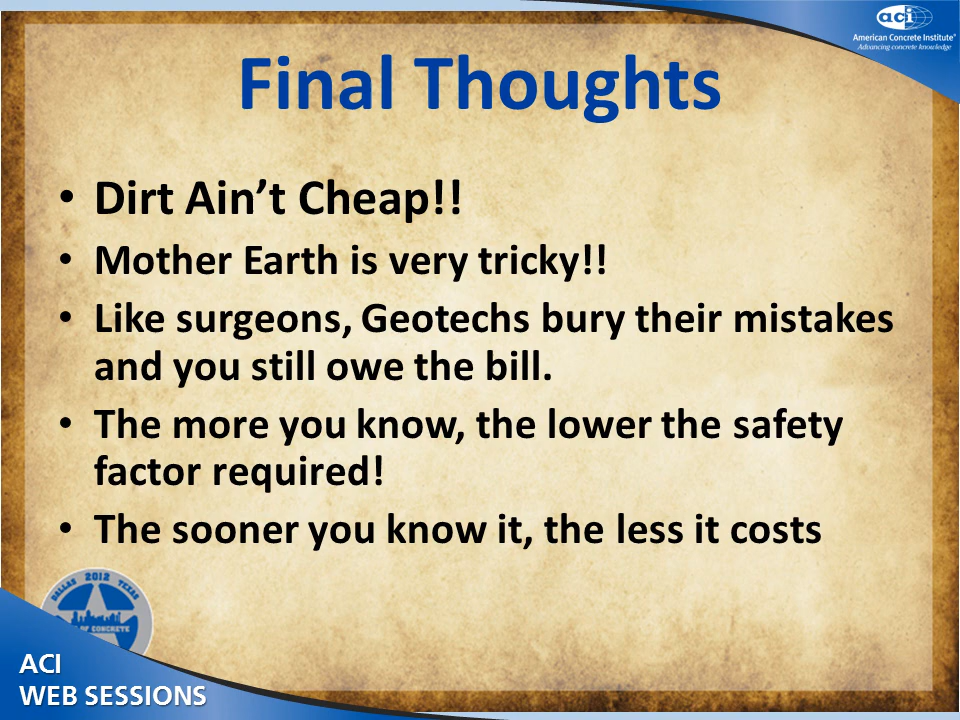 aci
American Concrete Institute®
Advancing concrete knowledge
Final Thoughts
• Dirt Ain’t Cheap!!
• Mother Earth is very tricky!!
• Like surgeons, Geotechs bury their mistakes
and you still owe the bill.
• The more you know, the lower the safety
factor required!
• The sooner you know it, the less it costs
DALLAS 2012 TEXAS
OF CONCRETE
ACI
WEB SESSIONS